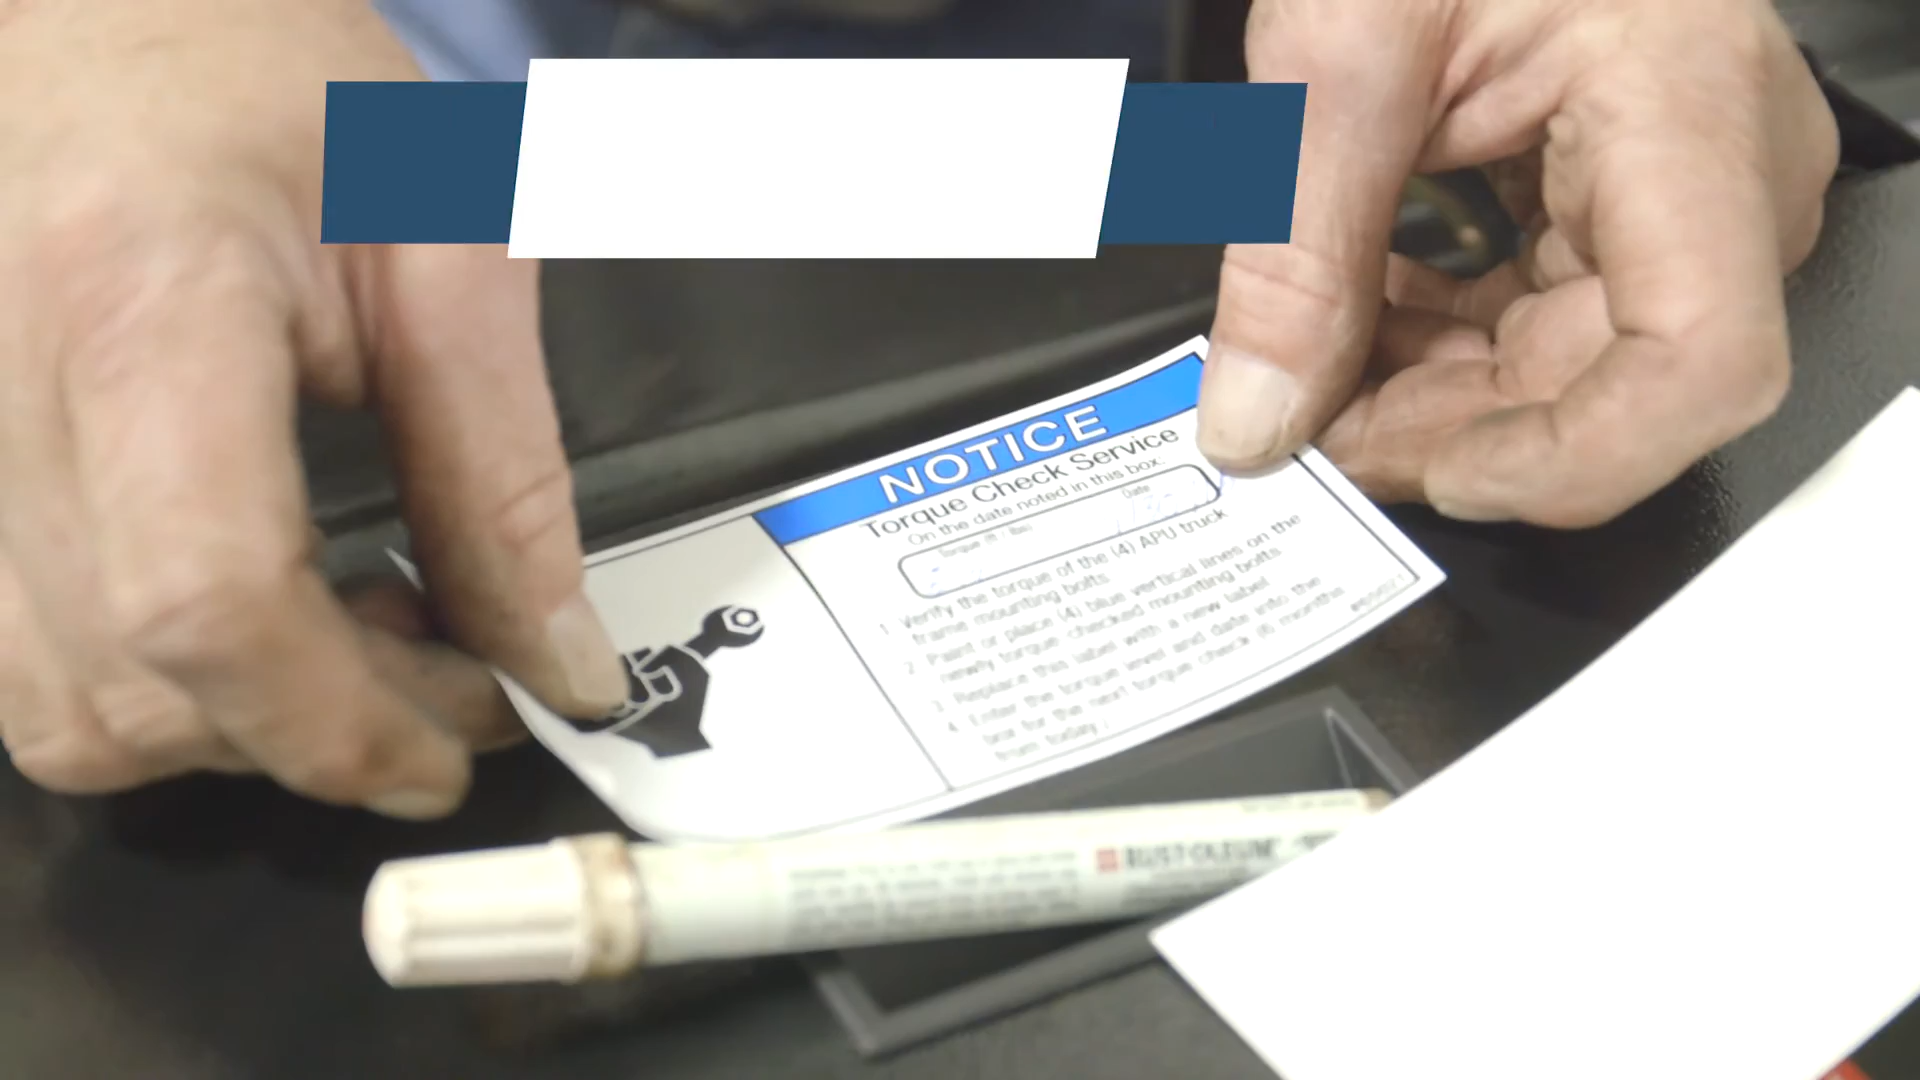 NOTICE
Torque Check Service
On the date noted in this box:
Torque (ft / lbs)
Date
1. Verify the torque of the (4) APU truck
frame mounting bolts
2. Paint or place (4) blue vertical lines on the
newly torque checked mounting bolts
3. Replace this label with a new label
4. Enter the torque level and date into the
box for the next torque check (6) months
from today
RUST-OLEUM